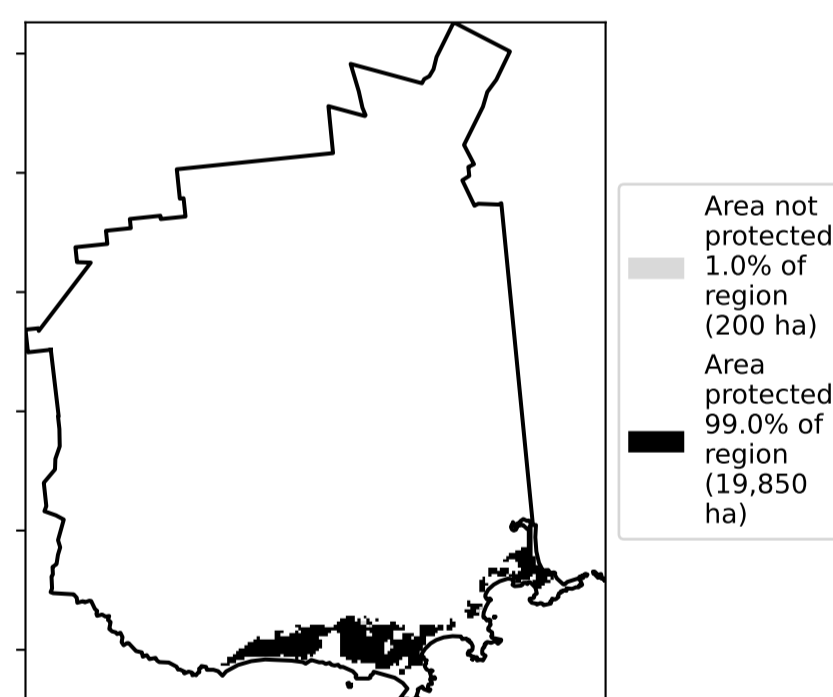 Area not
protected
1.0% of
region
(200 ha)
Area
protected
99.0% of
region
(19,850
ha)